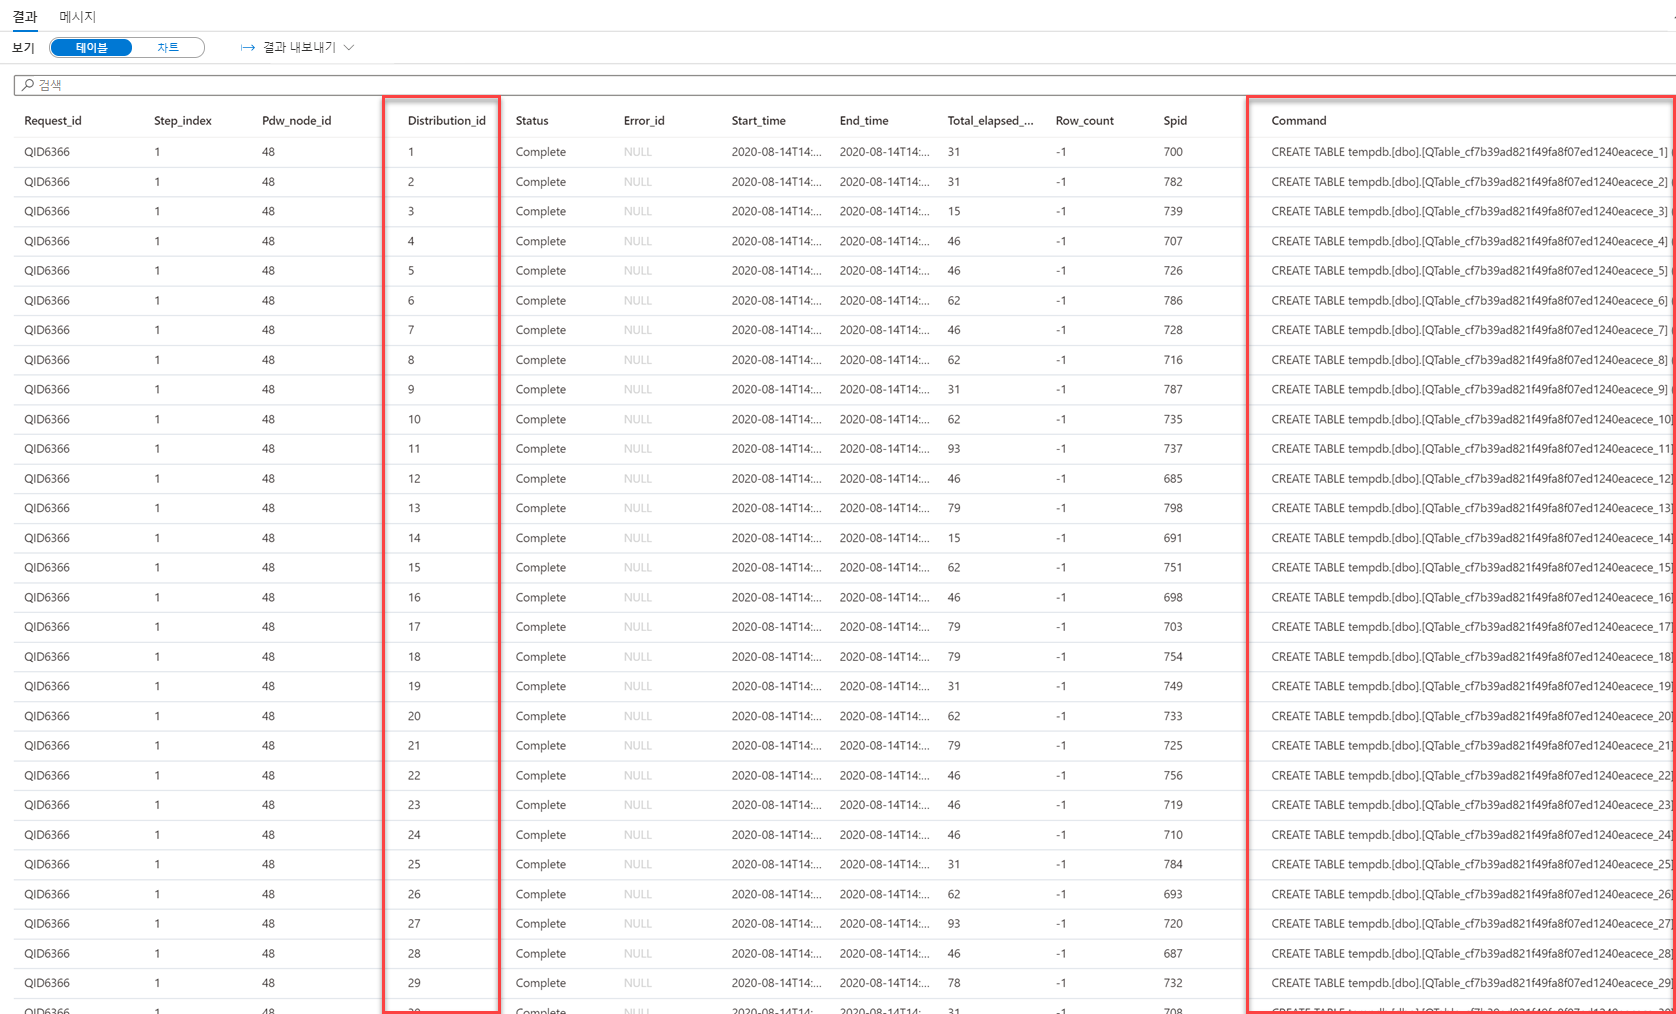 결과 메시지
보기 테이블 차트 결과 내보내기
검색
Request_id Step_index Pdw_node_id Distribution_id Status Error_id Start_time End_time Total_elapsed_... Row_count Spid Command
QID6366 1 48 1 Complete NULL 2020-08-14T14:... 2020-08-14T14:... 31 -1 700 CREATE TABLE tempdb.[dbo].[QTable_cf7b39ad821f49fa8f07ed1240eacece_1] (
QID6366 1 48 2 Complete NULL 2020-08-14T14:... 2020-08-14T14:... 31 -1 782 CREATE TABLE tempdb.[dbo].[QTable_cf7b39ad821f49fa8f07ed1240eacece_2] (
QID6366 1 48 3 Complete NULL 2020-08-14T14:... 2020-08-14T14:... 15 -1 739 CREATE TABLE tempdb.[dbo].[QTable_cf7b39ad821f49fa8f07ed1240eacece_3] (
QID6366 1 48 4 Complete NULL 2020-08-14T14:... 2020-08-14T14:... 46 -1 707 CREATE TABLE tempdb.[dbo].[QTable_cf7b39ad821f49fa8f07ed1240eacece_4] (
QID6366 1 48 5 Complete NULL 2020-08-14T14:... 2020-08-14T14:... 46 -1 726 CREATE TABLE tempdb.[dbo].[QTable_cf7b39ad821f49fa8f07ed1240eacece_5] (
QID6366 1 48 6 Complete NULL 2020-08-14T14:... 2020-08-14T14:... 62 -1 786 CREATE TABLE tempdb.[dbo].[QTable_cf7b39ad821f49fa8f07ed1240eacece_6] (
QID6366 1 48 7 Complete NULL 2020-08-14T14:... 2020-08-14T14:... 46 -1 728 CREATE TABLE tempdb.[dbo].[QTable_cf7b39ad821f49fa8f07ed1240eacece_7] (
QID6366 1 48 8 Complete NULL 2020-08-14T14:... 2020-08-14T14:... 62 -1 716 CREATE TABLE tempdb.[dbo].[QTable_cf7b39ad821f49fa8f07ed1240eacece_8] (
QID6366 1 48 9 Complete NULL 2020-08-14T14:... 2020-08-14T14:... 31 -1 787 CREATE TABLE tempdb.[dbo].[QTable_cf7b39ad821f49fa8f07ed1240eacece_9] (
QID6366 1 48 10 Complete NULL 2020-08-14T14:... 2020-08-14T14:... 62 -1 735 CREATE TABLE tempdb.[dbo].[QTable_cf7b39ad821f49fa8f07ed1240eacece_10]
QID6366 1 48 11 Complete NULL 2020-08-14T14:... 2020-08-14T14:... 93 -1 737 CREATE TABLE tempdb.[dbo].[QTable_cf7b39ad821f49fa8f07ed1240eacece_11]
QID6366 1 48 12 Complete NULL 2020-08-14T14:... 2020-08-14T14:... 46 -1 685 CREATE TABLE tempdb.[dbo].[QTable_cf7b39ad821f49fa8f07ed1240eacece_12]
QID6366 1 48 13 Complete NULL 2020-08-14T14:... 2020-08-14T14:... 79 -1 798 CREATE TABLE tempdb.[dbo].[QTable_cf7b39ad821f49fa8f07ed1240eacece_13]
QID6366 1 48 14 Complete NULL 2020-08-14T14:... 2020-08-14T14:... 15 -1 691 CREATE TABLE tempdb.[dbo].[QTable_cf7b39ad821f49fa8f07ed1240eacece_14]
QID6366 1 48 15 Complete NULL 2020-08-14T14:... 2020-08-14T14:... 62 -1 751 CREATE TABLE tempdb.[dbo].[QTable_cf7b39ad821f49fa8f07ed1240eacece_15]
QID6366 1 48 16 Complete NULL 2020-08-14T14:... 2020-08-14T14:... 46 -1 698 CREATE TABLE tempdb.[dbo].[QTable_cf7b39ad821f49fa8f07ed1240eacece_16]
QID6366 1 48 17 Complete NULL 2020-08-14T14:... 2020-08-14T14:... 79 -1 703 CREATE TABLE tempdb.[dbo].[QTable_cf7b39ad821f49fa8f07ed1240eacece_17]
QID6366 1 48 18 Complete NULL 2020-08-14T14:... 2020-08-14T14:... 79 -1 754 CREATE TABLE tempdb.[dbo].[QTable_cf7b39ad821f49fa8f07ed1240eacece_18]
QID6366 1 48 19 Complete NULL 2020-08-14T14:... 2020-08-14T14:... 31 -1 749 CREATE TABLE tempdb.[dbo].[QTable_cf7b39ad821f49fa8f07ed1240eacece_19]
QID6366 1 48 20 Complete NULL 2020-08-14T14:... 2020-08-14T14:... 62 -1 733 CREATE TABLE tempdb.[dbo].[QTable_cf7b39ad821f49fa8f07ed1240eacece_20]
QID6366 1 48 21 Complete NULL 2020-08-14T14:... 2020-08-14T14:... 79 -1 725 CREATE TABLE tempdb.[dbo].[QTable_cf7b39ad821f49fa8f07ed1240eacece_21]
QID6366 1 48 22 Complete NULL 2020-08-14T14:... 2020-08-14T14:... 46 -1 756 CREATE TABLE tempdb.[dbo].[QTable_cf7b39ad821f49fa8f07ed1240eacece_22]
QID6366 1 48 23 Complete NULL 2020-08-14T14:... 2020-08-14T14:... 46 -1 719 CREATE TABLE tempdb.[dbo].[QTable_cf7b39ad821f49fa8f07ed1240eacece_23]
QID6366 1 48 24 Complete NULL 2020-08-14T14:... 2020-08-14T14:... 46 -1 710 CREATE TABLE tempdb.[dbo].[QTable_cf7b39ad821f49fa8f07ed1240eacece_24]
QID6366 1 48 25 Complete NULL 2020-08-14T14:... 2020-08-14T14:... 31 -1 784 CREATE TABLE tempdb.[dbo].[QTable_cf7b39ad821f49fa8f07ed1240eacece_25]
QID6366 1 48 26 Complete NULL 2020-08-14T14:... 2020-08-14T14:... 62 -1 693 CREATE TABLE tempdb.[dbo].[QTable_cf7b39ad821f49fa8f07ed1240eacece_26]
QID6366 1 48 27 Complete NULL 2020-08-14T14:... 2020-08-14T14:... 93 -1 720 CREATE TABLE tempdb.[dbo].[QTable_cf7b39ad821f49fa8f07ed1240eacece_27]
QID6366 1 48 28 Complete NULL 2020-08-14T14:... 2020-08-14T14:... 46 -1 687 CREATE TABLE tempdb.[dbo].[QTable_cf7b39ad821f49fa8f07ed1240eacece_28]
QID6366 1 48 29 Complete NULL 2020-08-14T14:... 2020-08-14T14:... 78 -1 732 CREATE TABLE tempdb.[dbo].[QTable_cf7b39ad821f49fa8f07ed1240eacece_29]